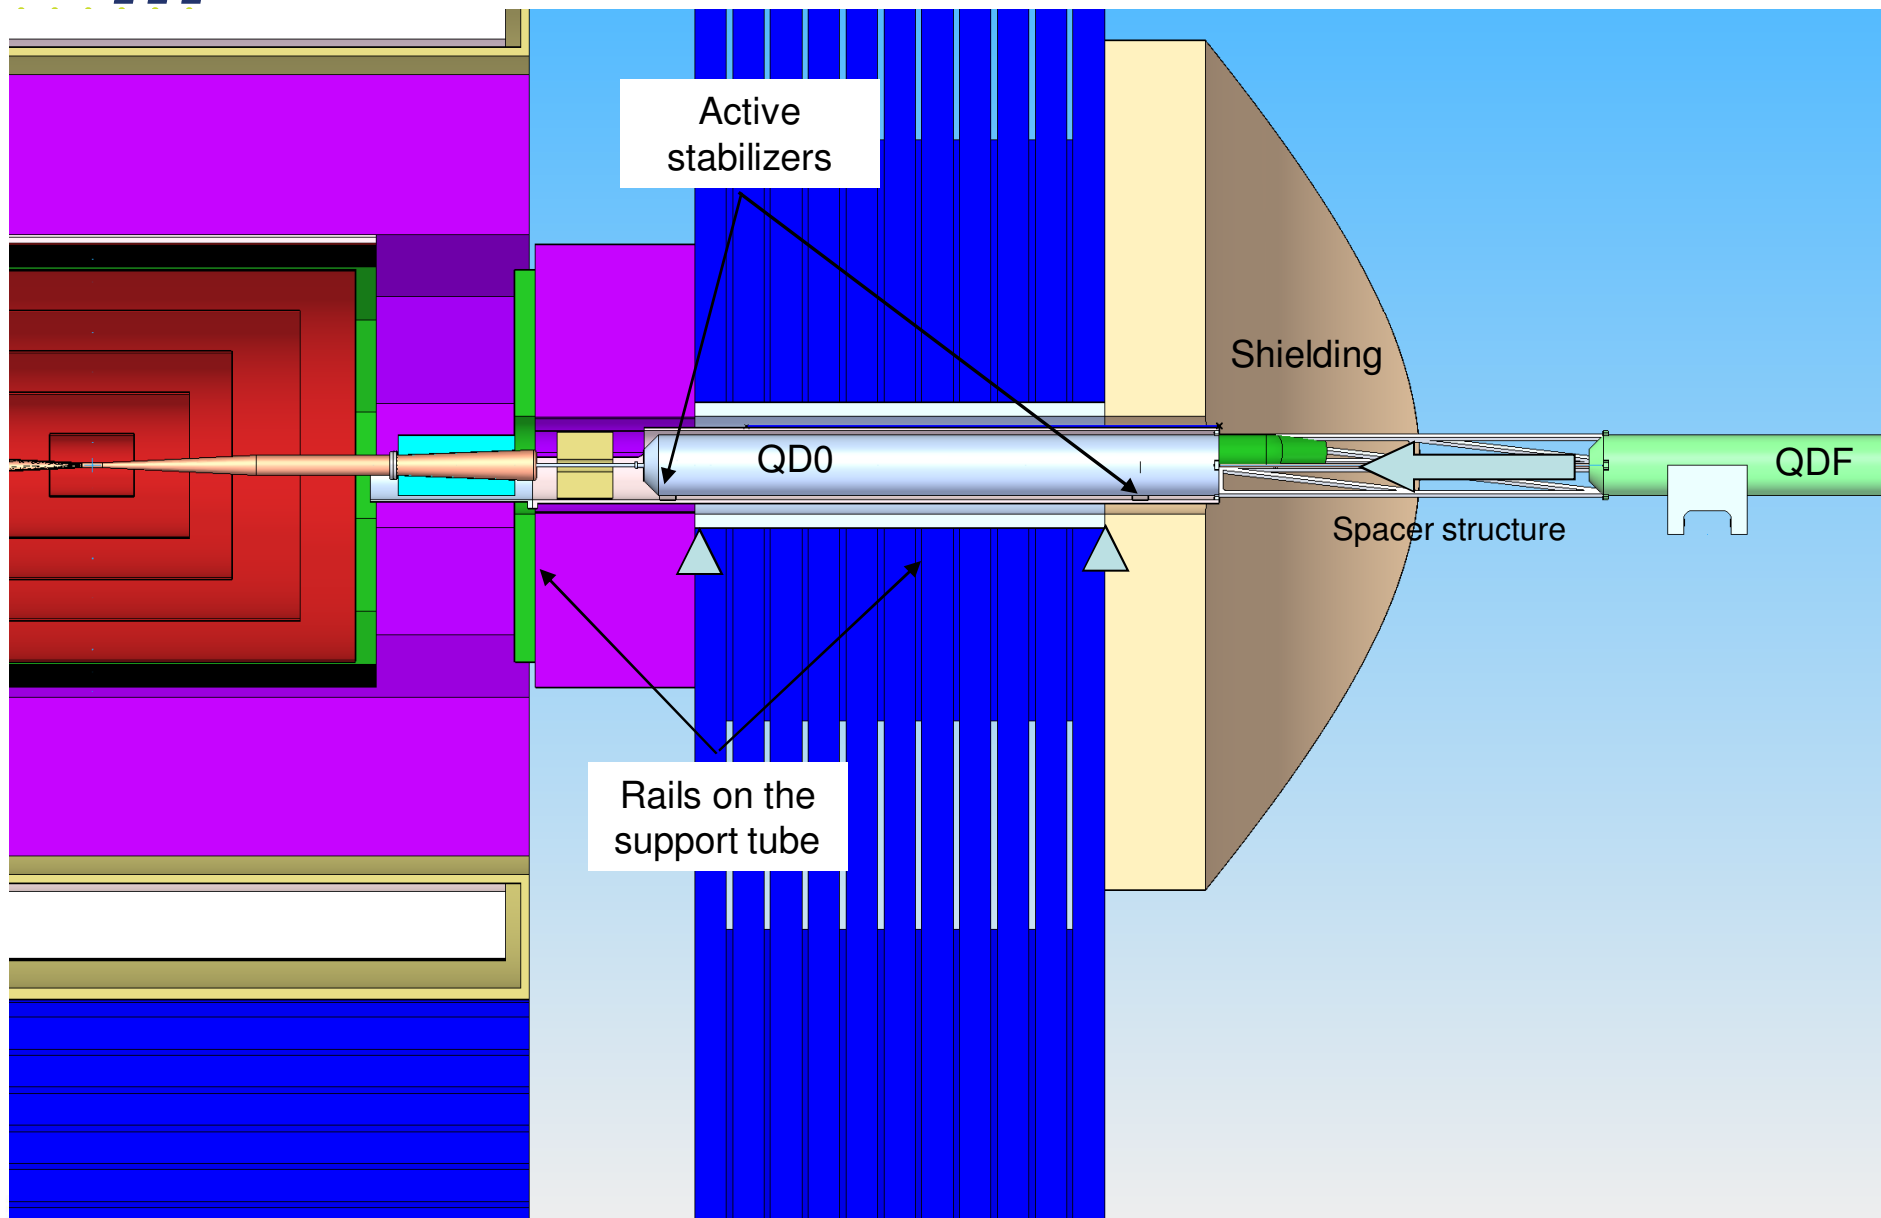 Active
stabilizers
Shielding
QD0
QDF
Spacer structure
Rails on the
support tube